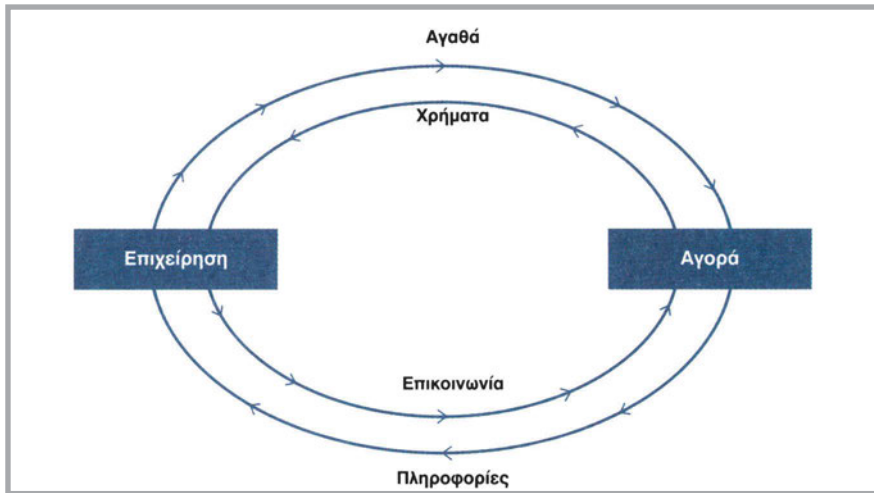 Αγαθά
Χρήματα
Επιχείρηση
Αγορά
Επικοινωνία
Πληροφορίες